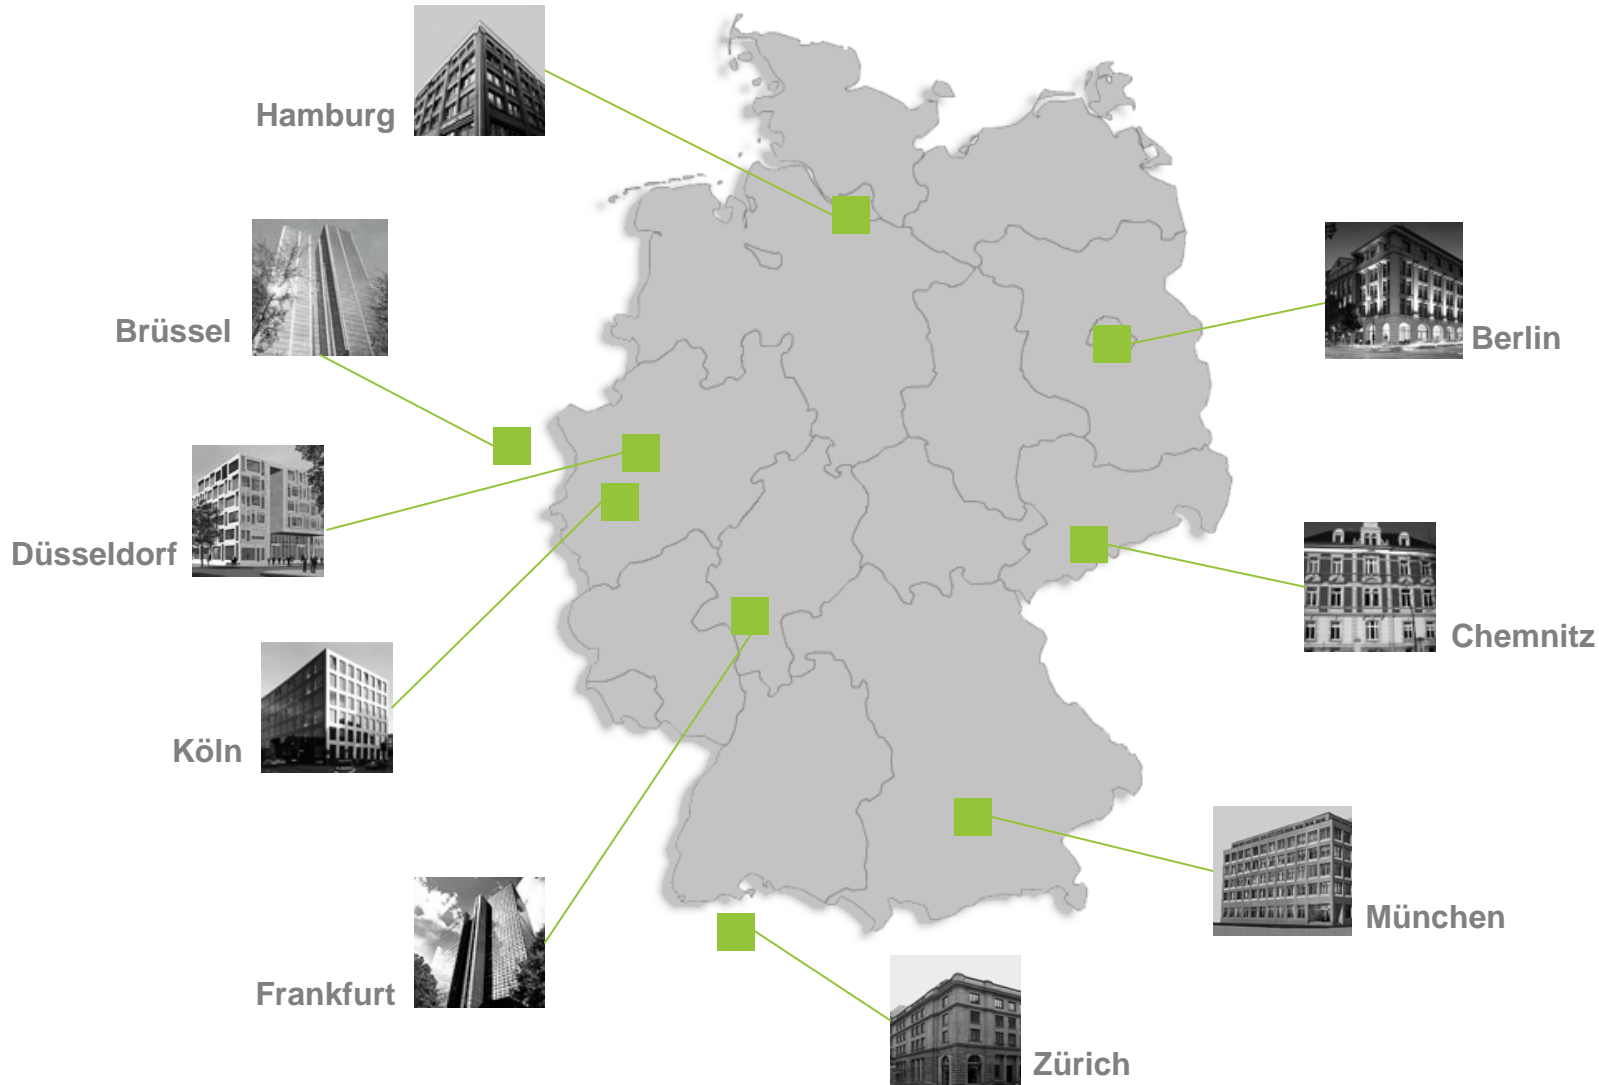 Hamburg
Brüssel
Berlin
Düsseldorf
Chemnitz
Köln
München
Frankfurt
Zürich